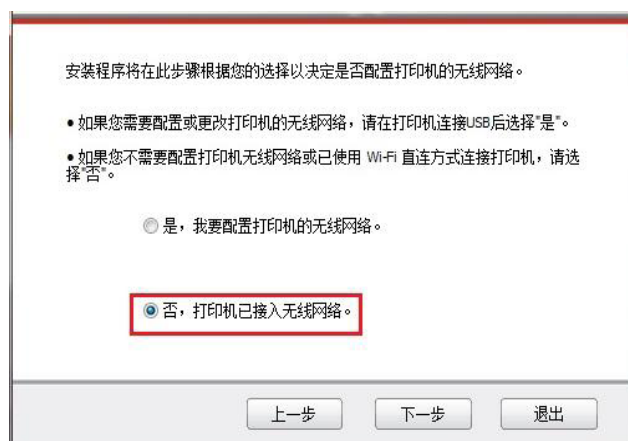 安装程序将在此步骤根据您的选择以决定是否配置打印机的无线网络。
• 如果您需要配置或更改打印机的无线网络，请在打印机连接USB后选择"是"。
• 如果您不需要配置打印机无线网络或已使用 Wi-Fi 直连方式连接打印机，请选
择"否"。
是，我要配置打印机的无线网络。
否，打印机已接入无线网络。
上一步 下一步 退出